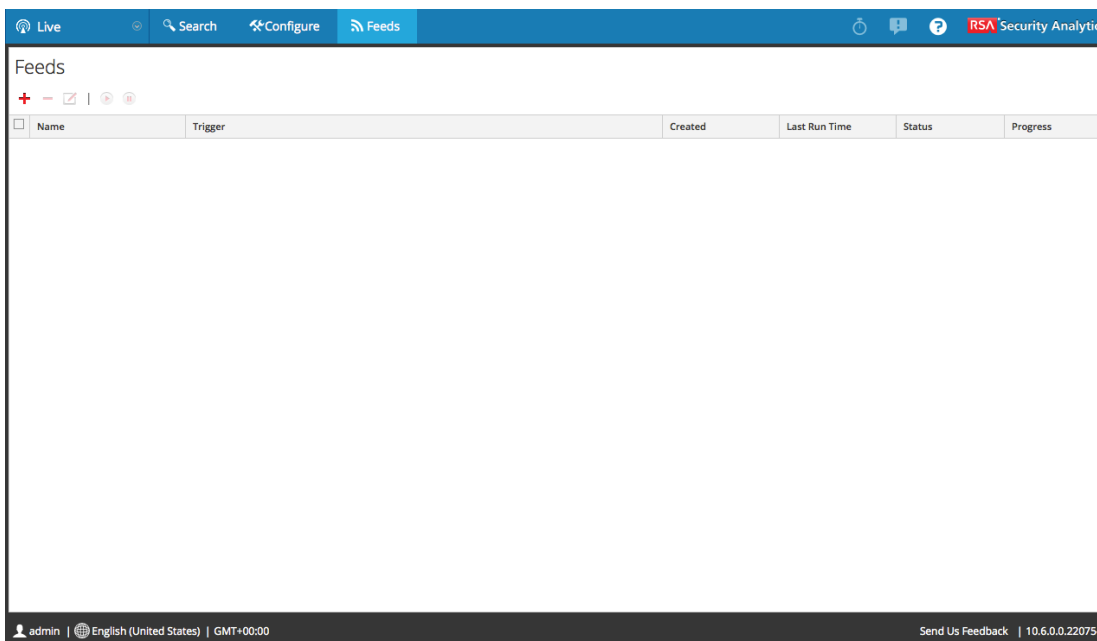 Live Search Configure Feeds RSA Security Analyti
Feeds
Name Trigger Created Last Run Time Status Progress
admin | English (United States) | GMT+00:00 Send Us Feedback | 10.6.0.0.22075